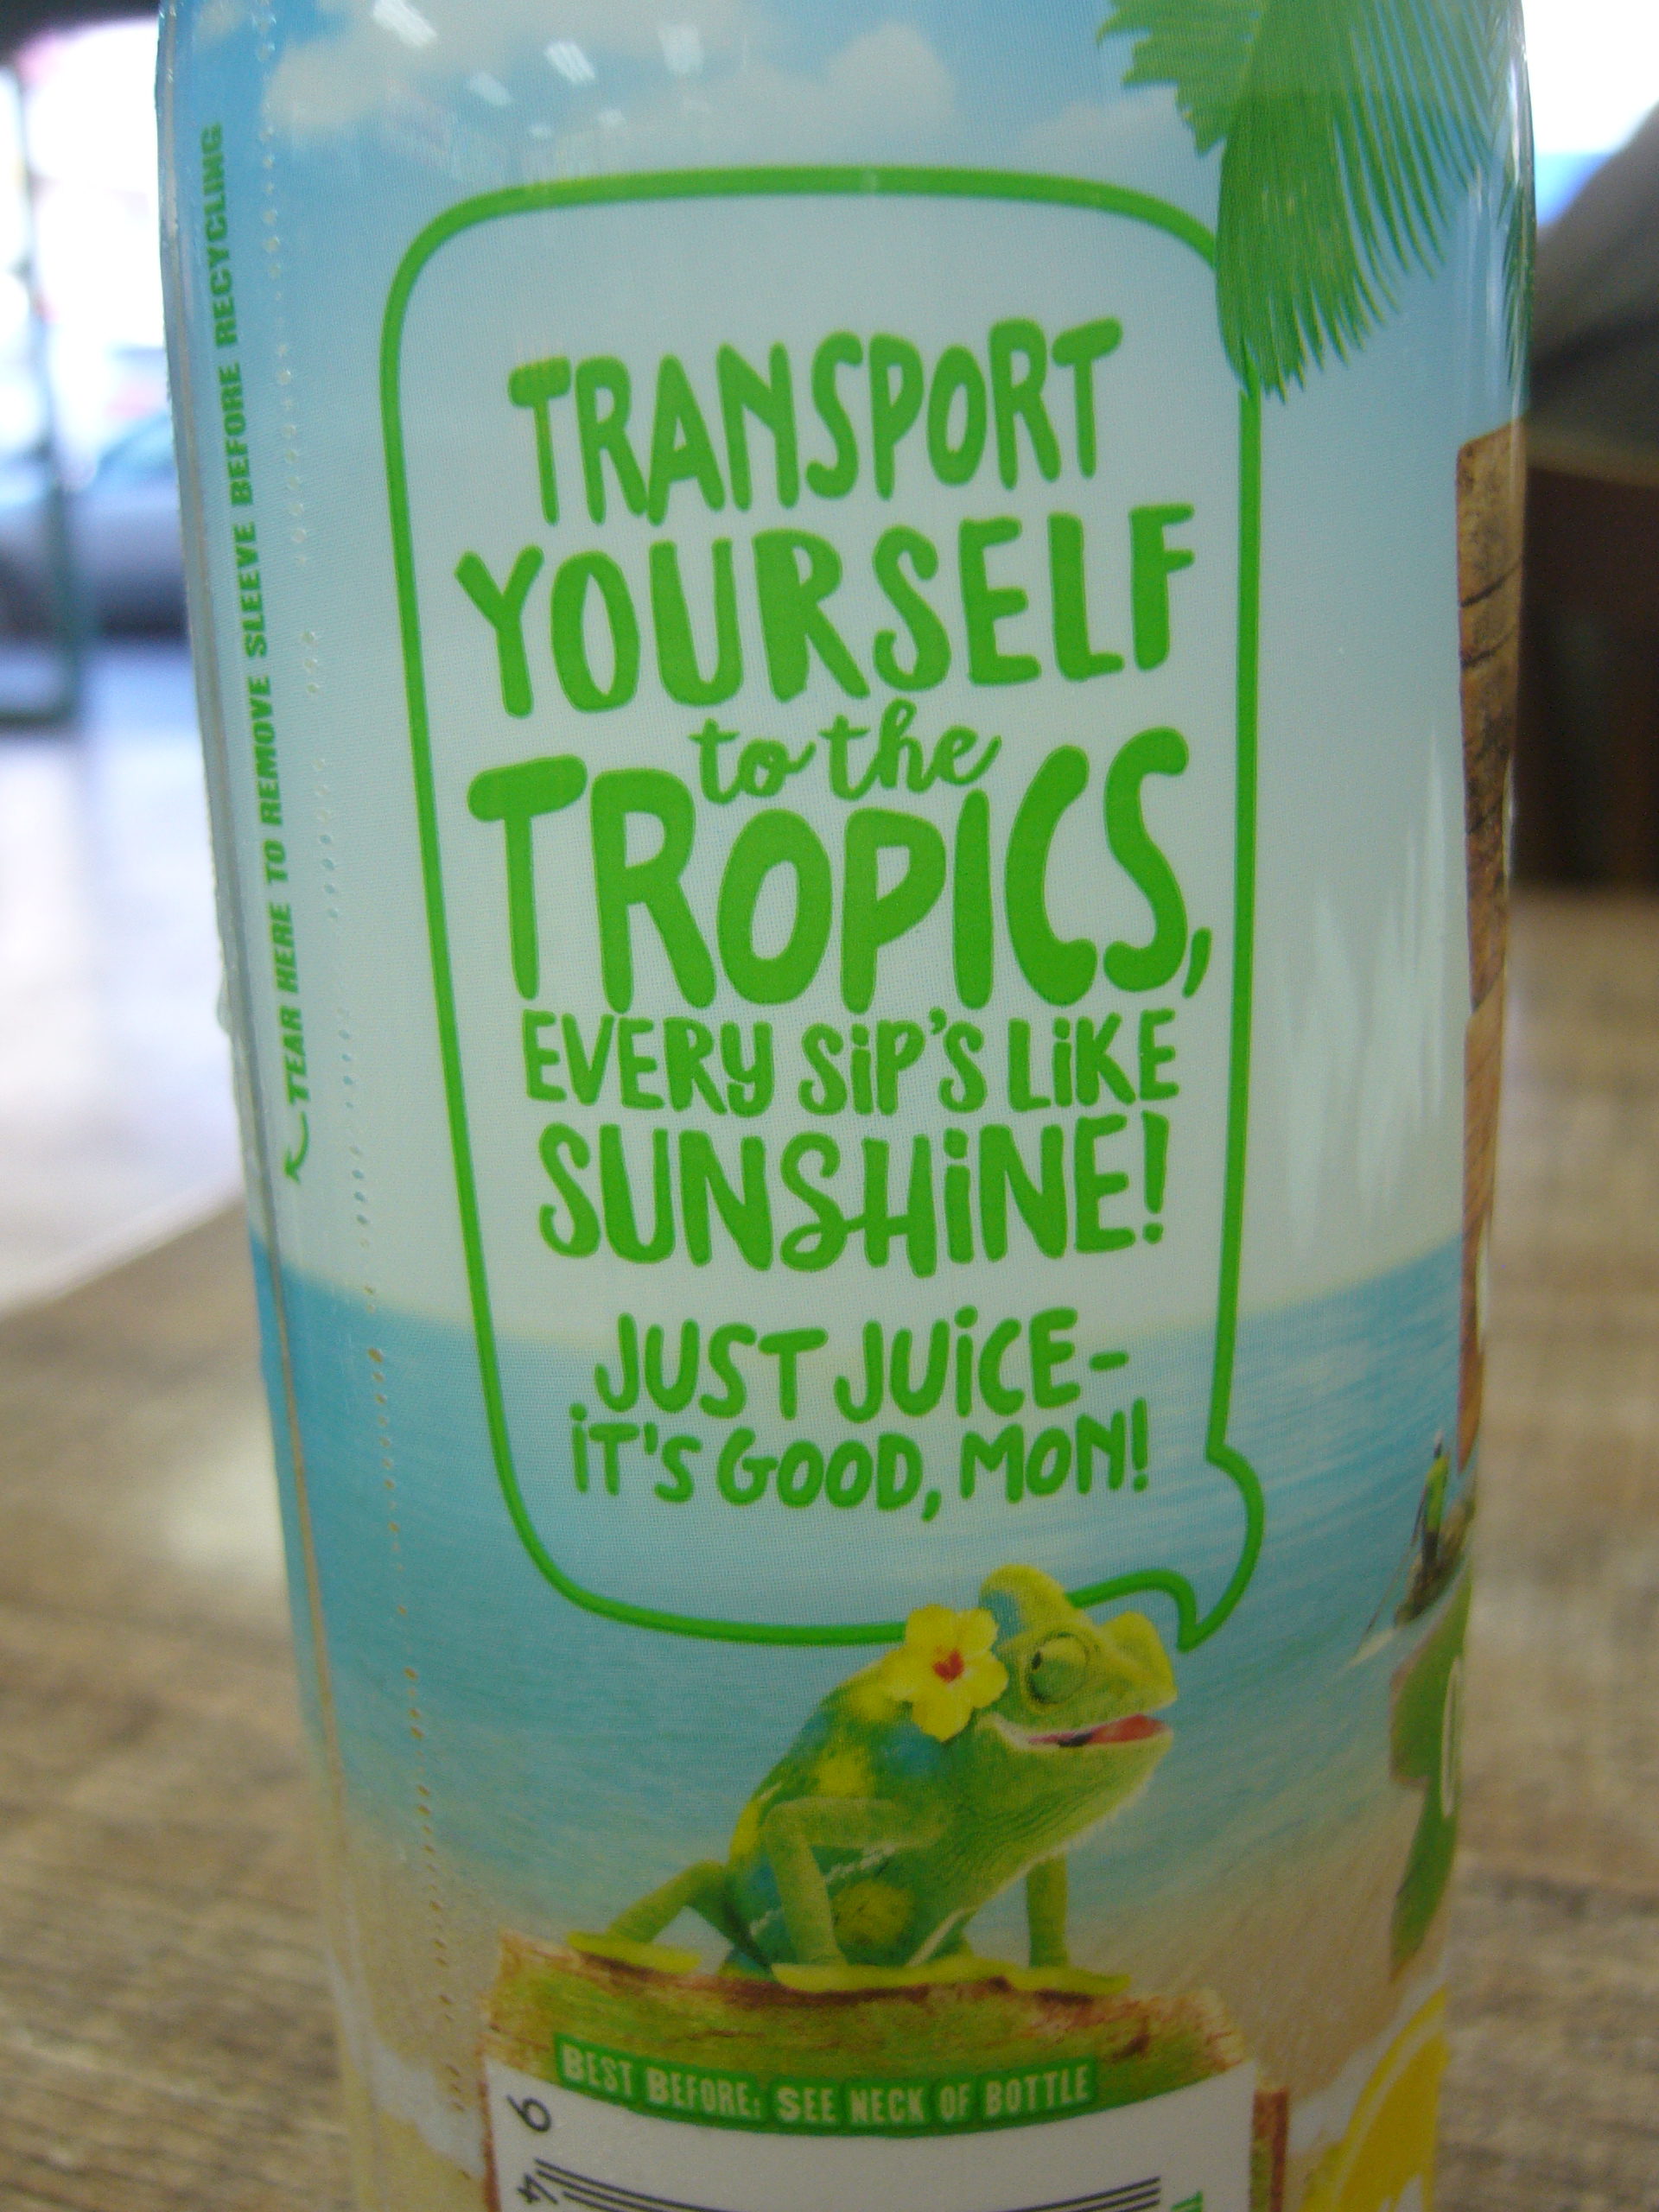 TEAR HERE TO REMOVE SLEEVE BEFORE RECYCLING
TRANSPORT
YOURSELF
to the
TROPICS,
EVERY SiP'S LiKE
SUNSHiNE!
JUST JUiCE-
iT'S GOOD, MON!
BEST BEFORE: SEE NECK OF BOTTLE
9